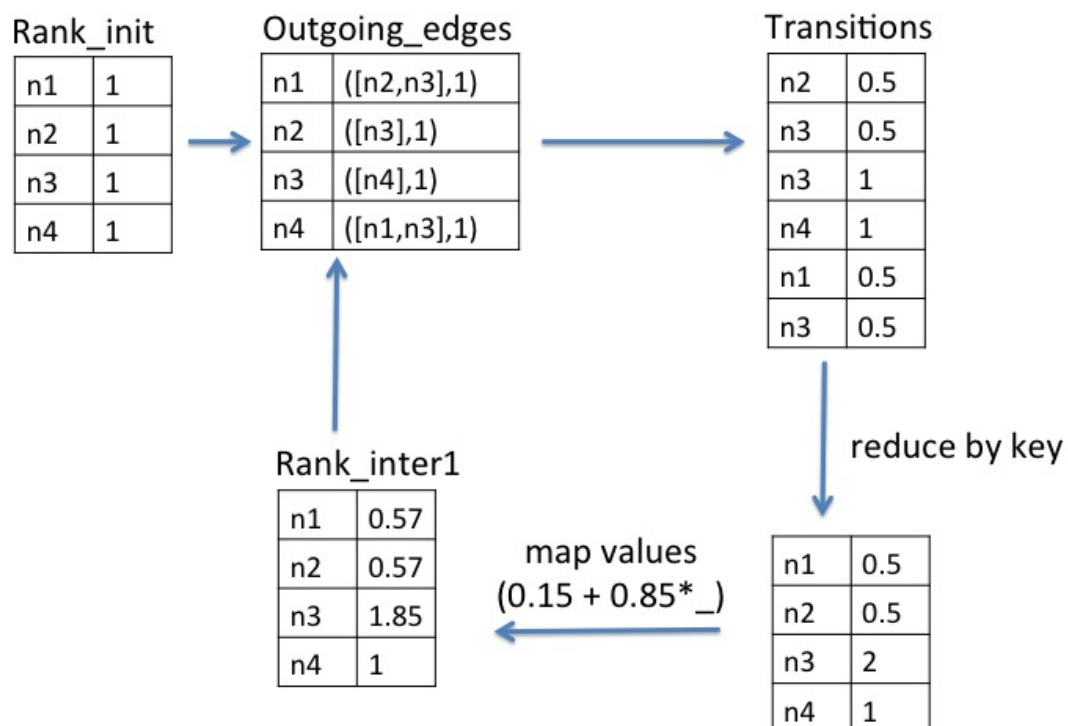 Rank_init
n1 1
n2 1
n3 1
n4 1
Outgoing_edges
n1 ([n2,n3],1)
n2 ([n3],1)
n3 ([n4],1)
n4 ([n1,n3],1)
Transitions
n2 0.5
n3 0.5
n3 1
n4 1
n1 0.5
n3 0.5
reduce by key
Rank_inter1
n1 0.57
n2 0.57
n3 1.85
n4 1
map values
(0.15 + 0.85*_)
n1 0.5
n2 0.5
n3 2
n4 1